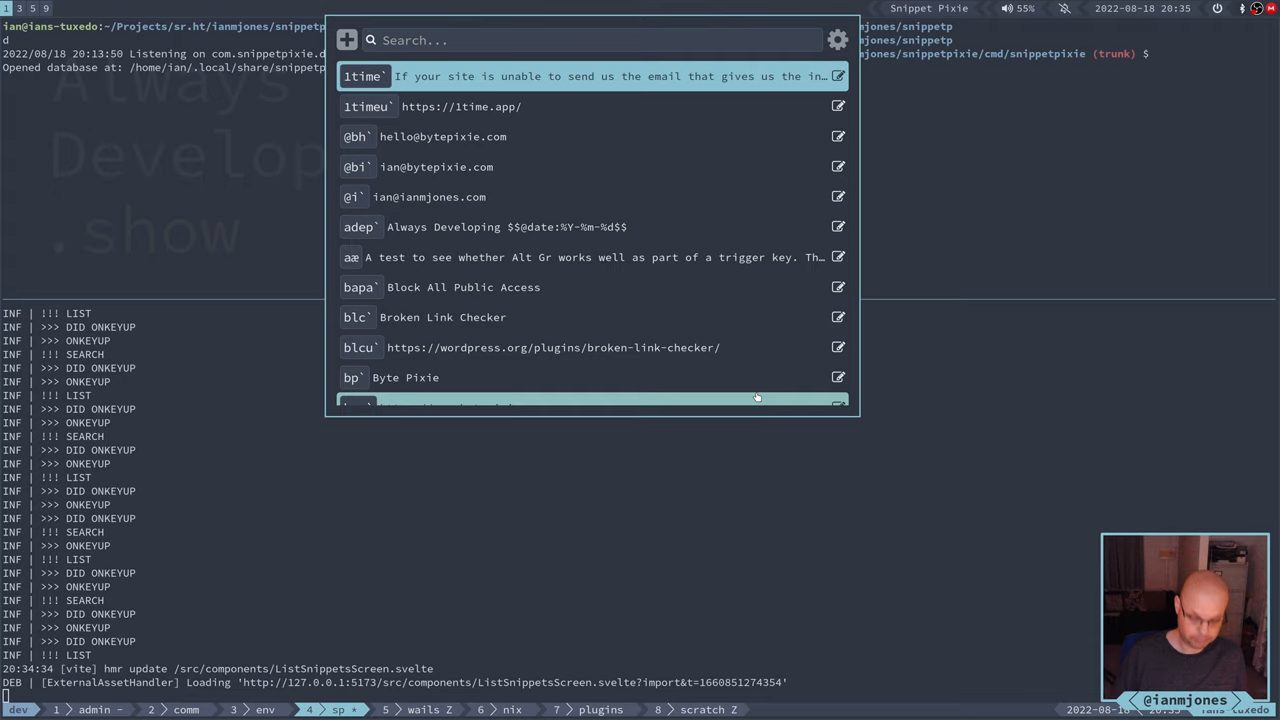 1 3 5 9
Snippet Pixie
55%
2022-08-18 20:35
ian@ians-tuxedo:~/Projects/sr.ht/ianmjones/snippetp
d
2022/08/18 20:13:50 Listening on com.snippetpixie.d
Opened database at: /home/ian/.local/share/snippetp
mjones/snippetp
mjones/snippetp
mjones/snippetpixie/cmd/snippetpixie (trunk) $
Always
Develop
.show
Search...
1time` If your site is unable to send us the email that gives us the in…
1timeu` https://1time.app/
@bh` hello@bytepixie.com
@bi` ian@bytepixie.com
@i` ian@ianmjones.com
adep` Always Developing $$@date:%Y-%m-%d$$
aæ A test to see whether Alt Gr works well as part of a trigger key. Th…
bapa` Block All Public Access
blc` Broken Link Checker
blcu` https://wordpress.org/plugins/broken-link-checker/
bp` Byte Pixie
INF | !!! LIST
INF | >>> DID ONKEYUP
INF | >>> ONKEYUP
INF | !!! SEARCH
INF | >>> DID ONKEYUP
INF | >>> ONKEYUP
INF | !!! LIST
INF | >>> DID ONKEYUP
INF | >>> ONKEYUP
INF | !!! SEARCH
INF | >>> DID ONKEYUP
INF | >>> ONKEYUP
INF | !!! LIST
INF | >>> DID ONKEYUP
INF | >>> ONKEYUP
INF | >>> DID ONKEYUP
INF | !!! SEARCH
INF | >>> ONKEYUP
INF | !!! LIST
INF | >>> DID ONKEYUP
INF | >>> ONKEYUP
INF | !!! SEARCH
INF | >>> DID ONKEYUP
INF | >>> ONKEYUP
INF | >>> DID ONKEYUP
INF | !!! LIST
20:34:34 [vite] hmr update /src/components/ListSnippetsScreen.svelte
DEB | [ExternalAssetHandler] Loading 'http://127.0.0.1:5173/src/components/ListSnippetsScreen.svelte?import&t=1660851274354'
@ianmjones
dev 1 admin - 2 comm 3 env 4 sp * 5 wails Z 6 nix 7 plugins 8 scratch Z